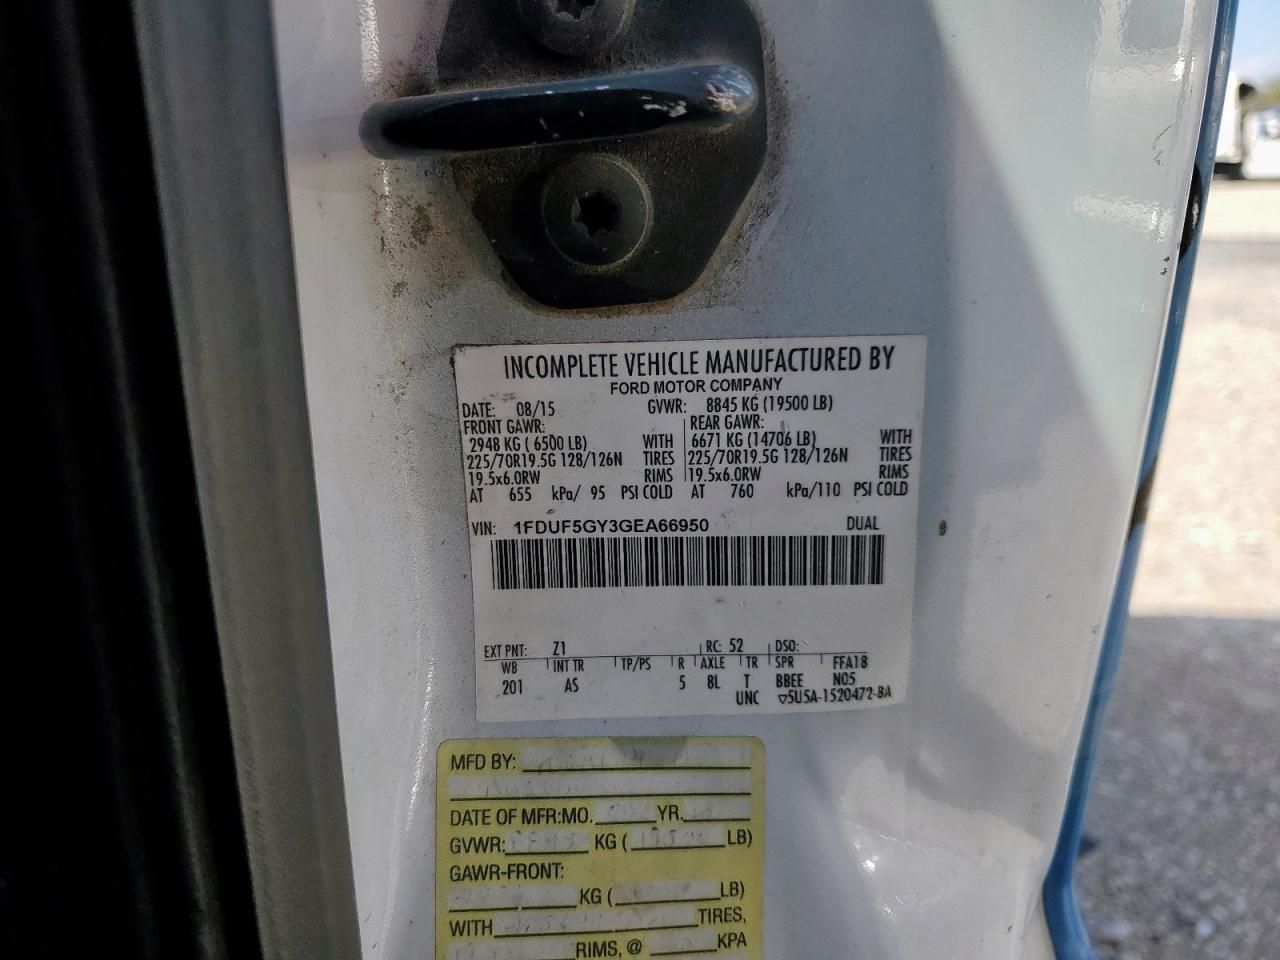 INCOMPLETE VEHICLE MANUFACTURED BY
FORD MOTOR COMPANY
DATE: 08/15 GVWR: 8845 KG (19500 LB)
FRONT GAWR: REAR GAWR:
2948 KG ( 6500 LB) WITH 6671 KG (14706 LB) WITH
225/70R19.5G 128/126N TIRES 225/70R19.5G 128/126N TIRES
19.5x6.0RW RIMS 19.5x6.0RW RIMS
AT 655 kPa/ 95 PSI COLD AT 760 kPa/110 PSI COLD
VIN: 1FDUF5GY3GEA66950 DUAL
EXT PNT: Z1 RC: 52 DSO:
WB INT TR TP/PS R AXLE TR SPR FFA18
201 AS 5 8L T BBEE N05
UNC ▽5U5A-1520472-BA
MFD BY:
DATE OF MFR:MO. YR.
GVWR: KG ( LB)
GAWR-FRONT:
KG ( LB)
WITH TIRES,
RIMS, @ KPA